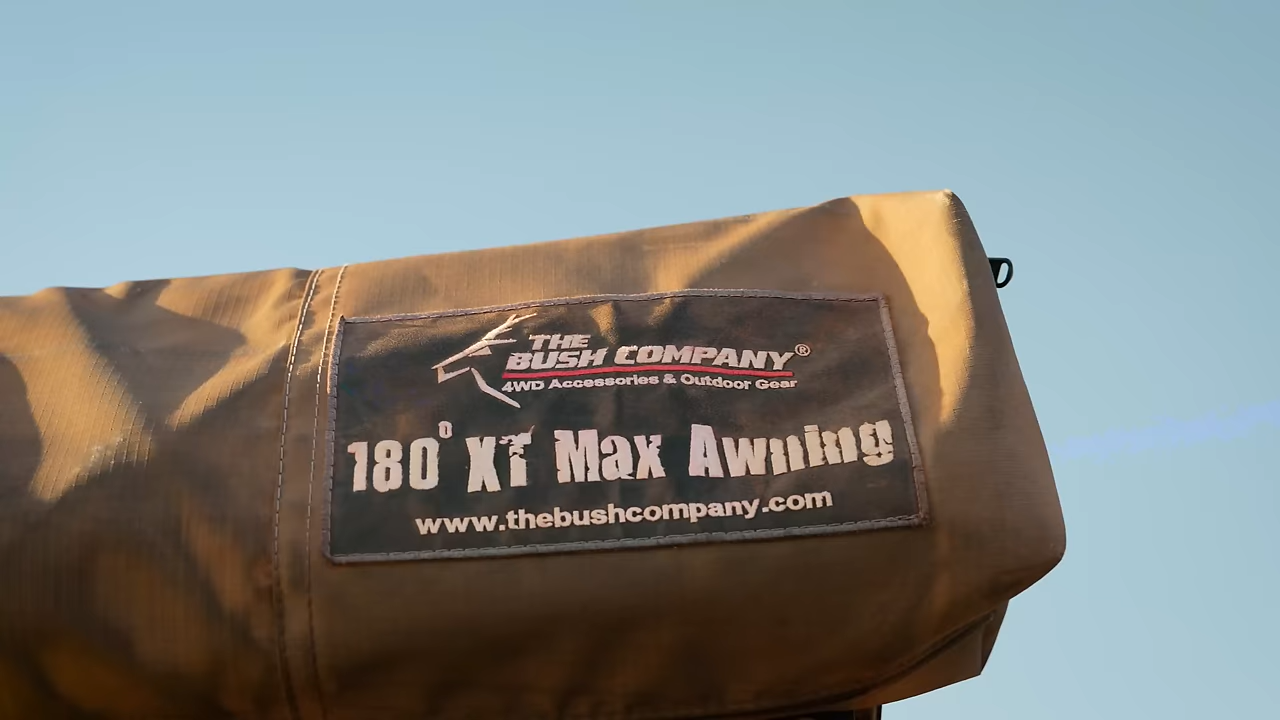 THE
BUSH COMPANY®
4WD Accessories & Outdoor Gear
180° XT Max Awning
www.thebushcompany.com